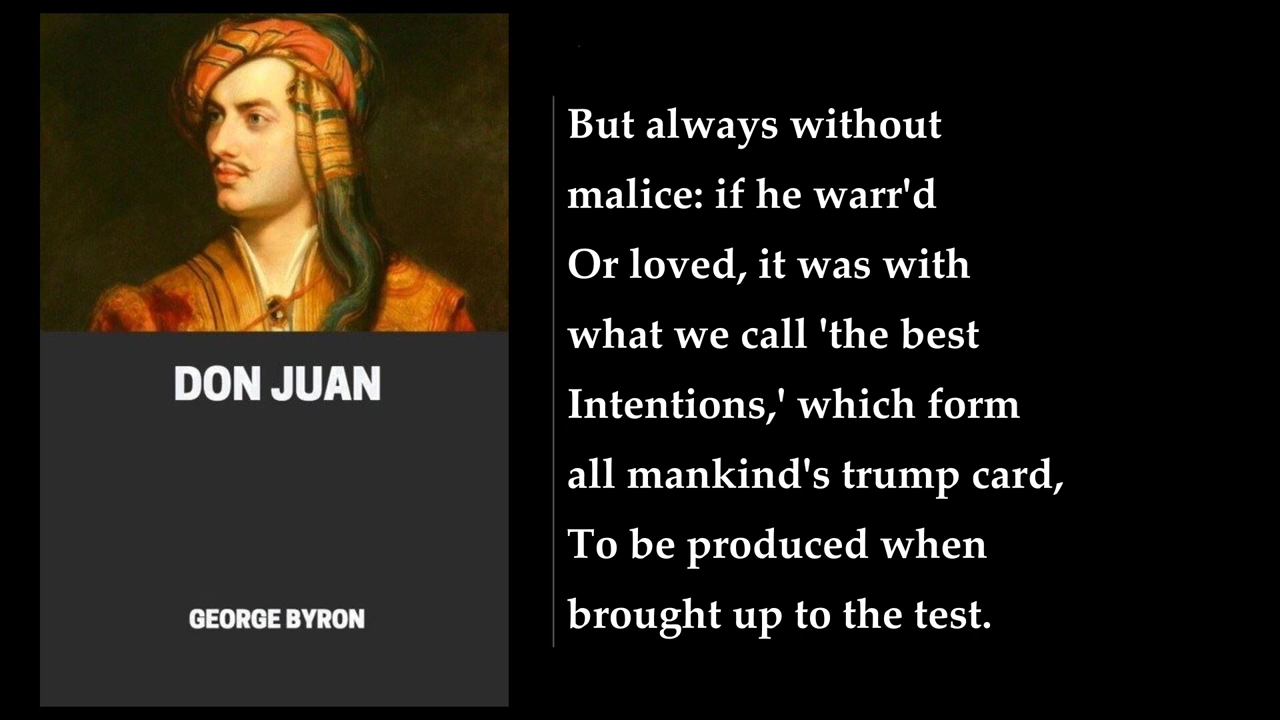 DON JUAN
GEORGE BYRON
But always without
malice: if he warr'd
Or loved, it was with
what we call 'the best
Intentions,' which form
all mankind's trump card,
To be produced when
brought up to the test.